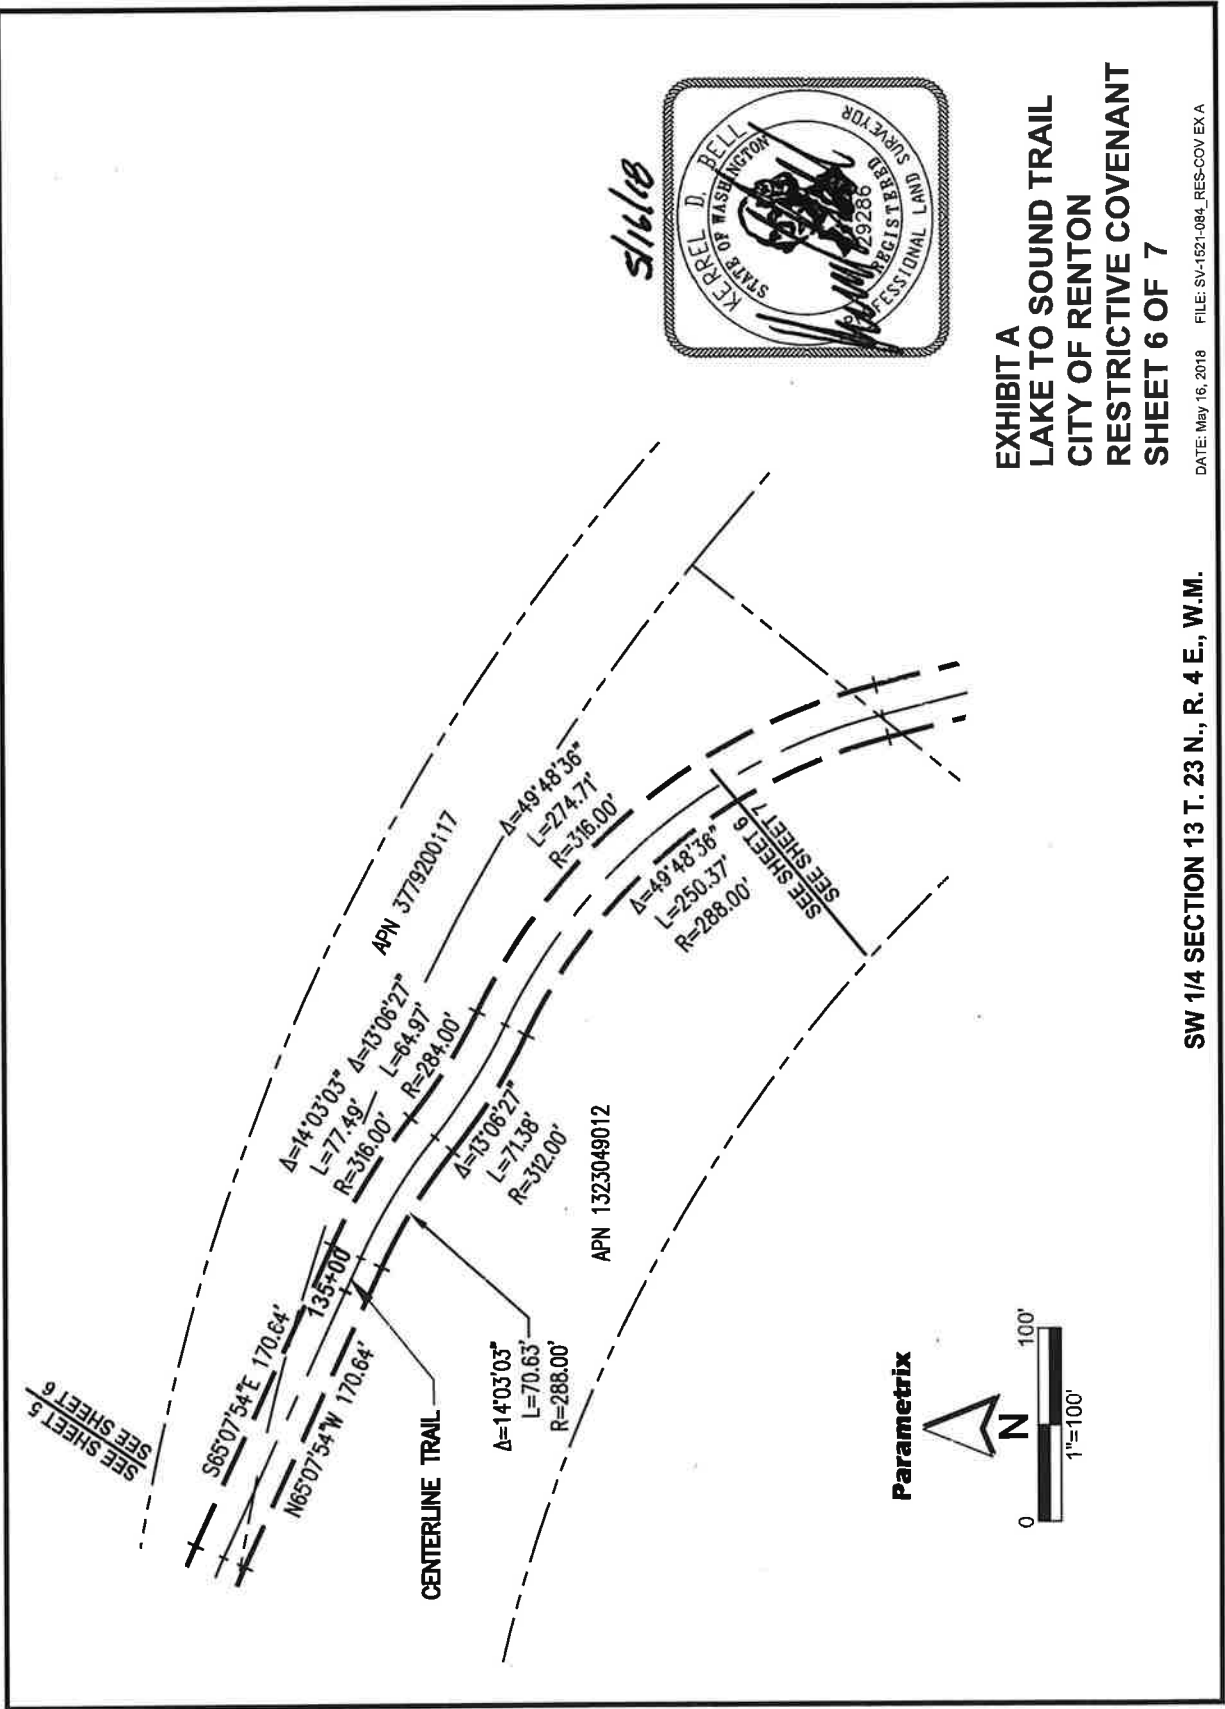 SEE SHEET 5
SEE SHEET 6
S65°07'54"E 170.64'
N65°07'54"W 170.64'
135+00
CENTERLINE TRAIL
Δ=14°03'03"
L=77.49'
R=316.00'
Δ=13°06'27"
L=64.97'
R=284.00'
APN 3779200117
Δ=49°48'36"
L=274.71'
R=316.00'
Δ=14°03'03"
L=70.63'
R=288.00'
Δ=13°06'27"
L=71.38'
R=312.00'
APN 1323049012
Δ=49°48'36"
L=250.37'
R=288.00'
SEE SHEET 6
SEE SHEET 7
5/16/18
KERREL D. BELL
STATE OF WASHINGTON
29286
REGISTERED
PROFESSIONAL LAND SURVEYOR
Parametrix
N
0 100'
1"=100'
EXHIBIT A
LAKE TO SOUND TRAIL
CITY OF RENTON
RESTRICTIVE COVENANT
SHEET 6 OF 7
SW 1/4 SECTION 13 T. 23 N., R. 4 E., W.M.
DATE: May 16, 2018 FILE: SV-1521-084_RES-COV EX A